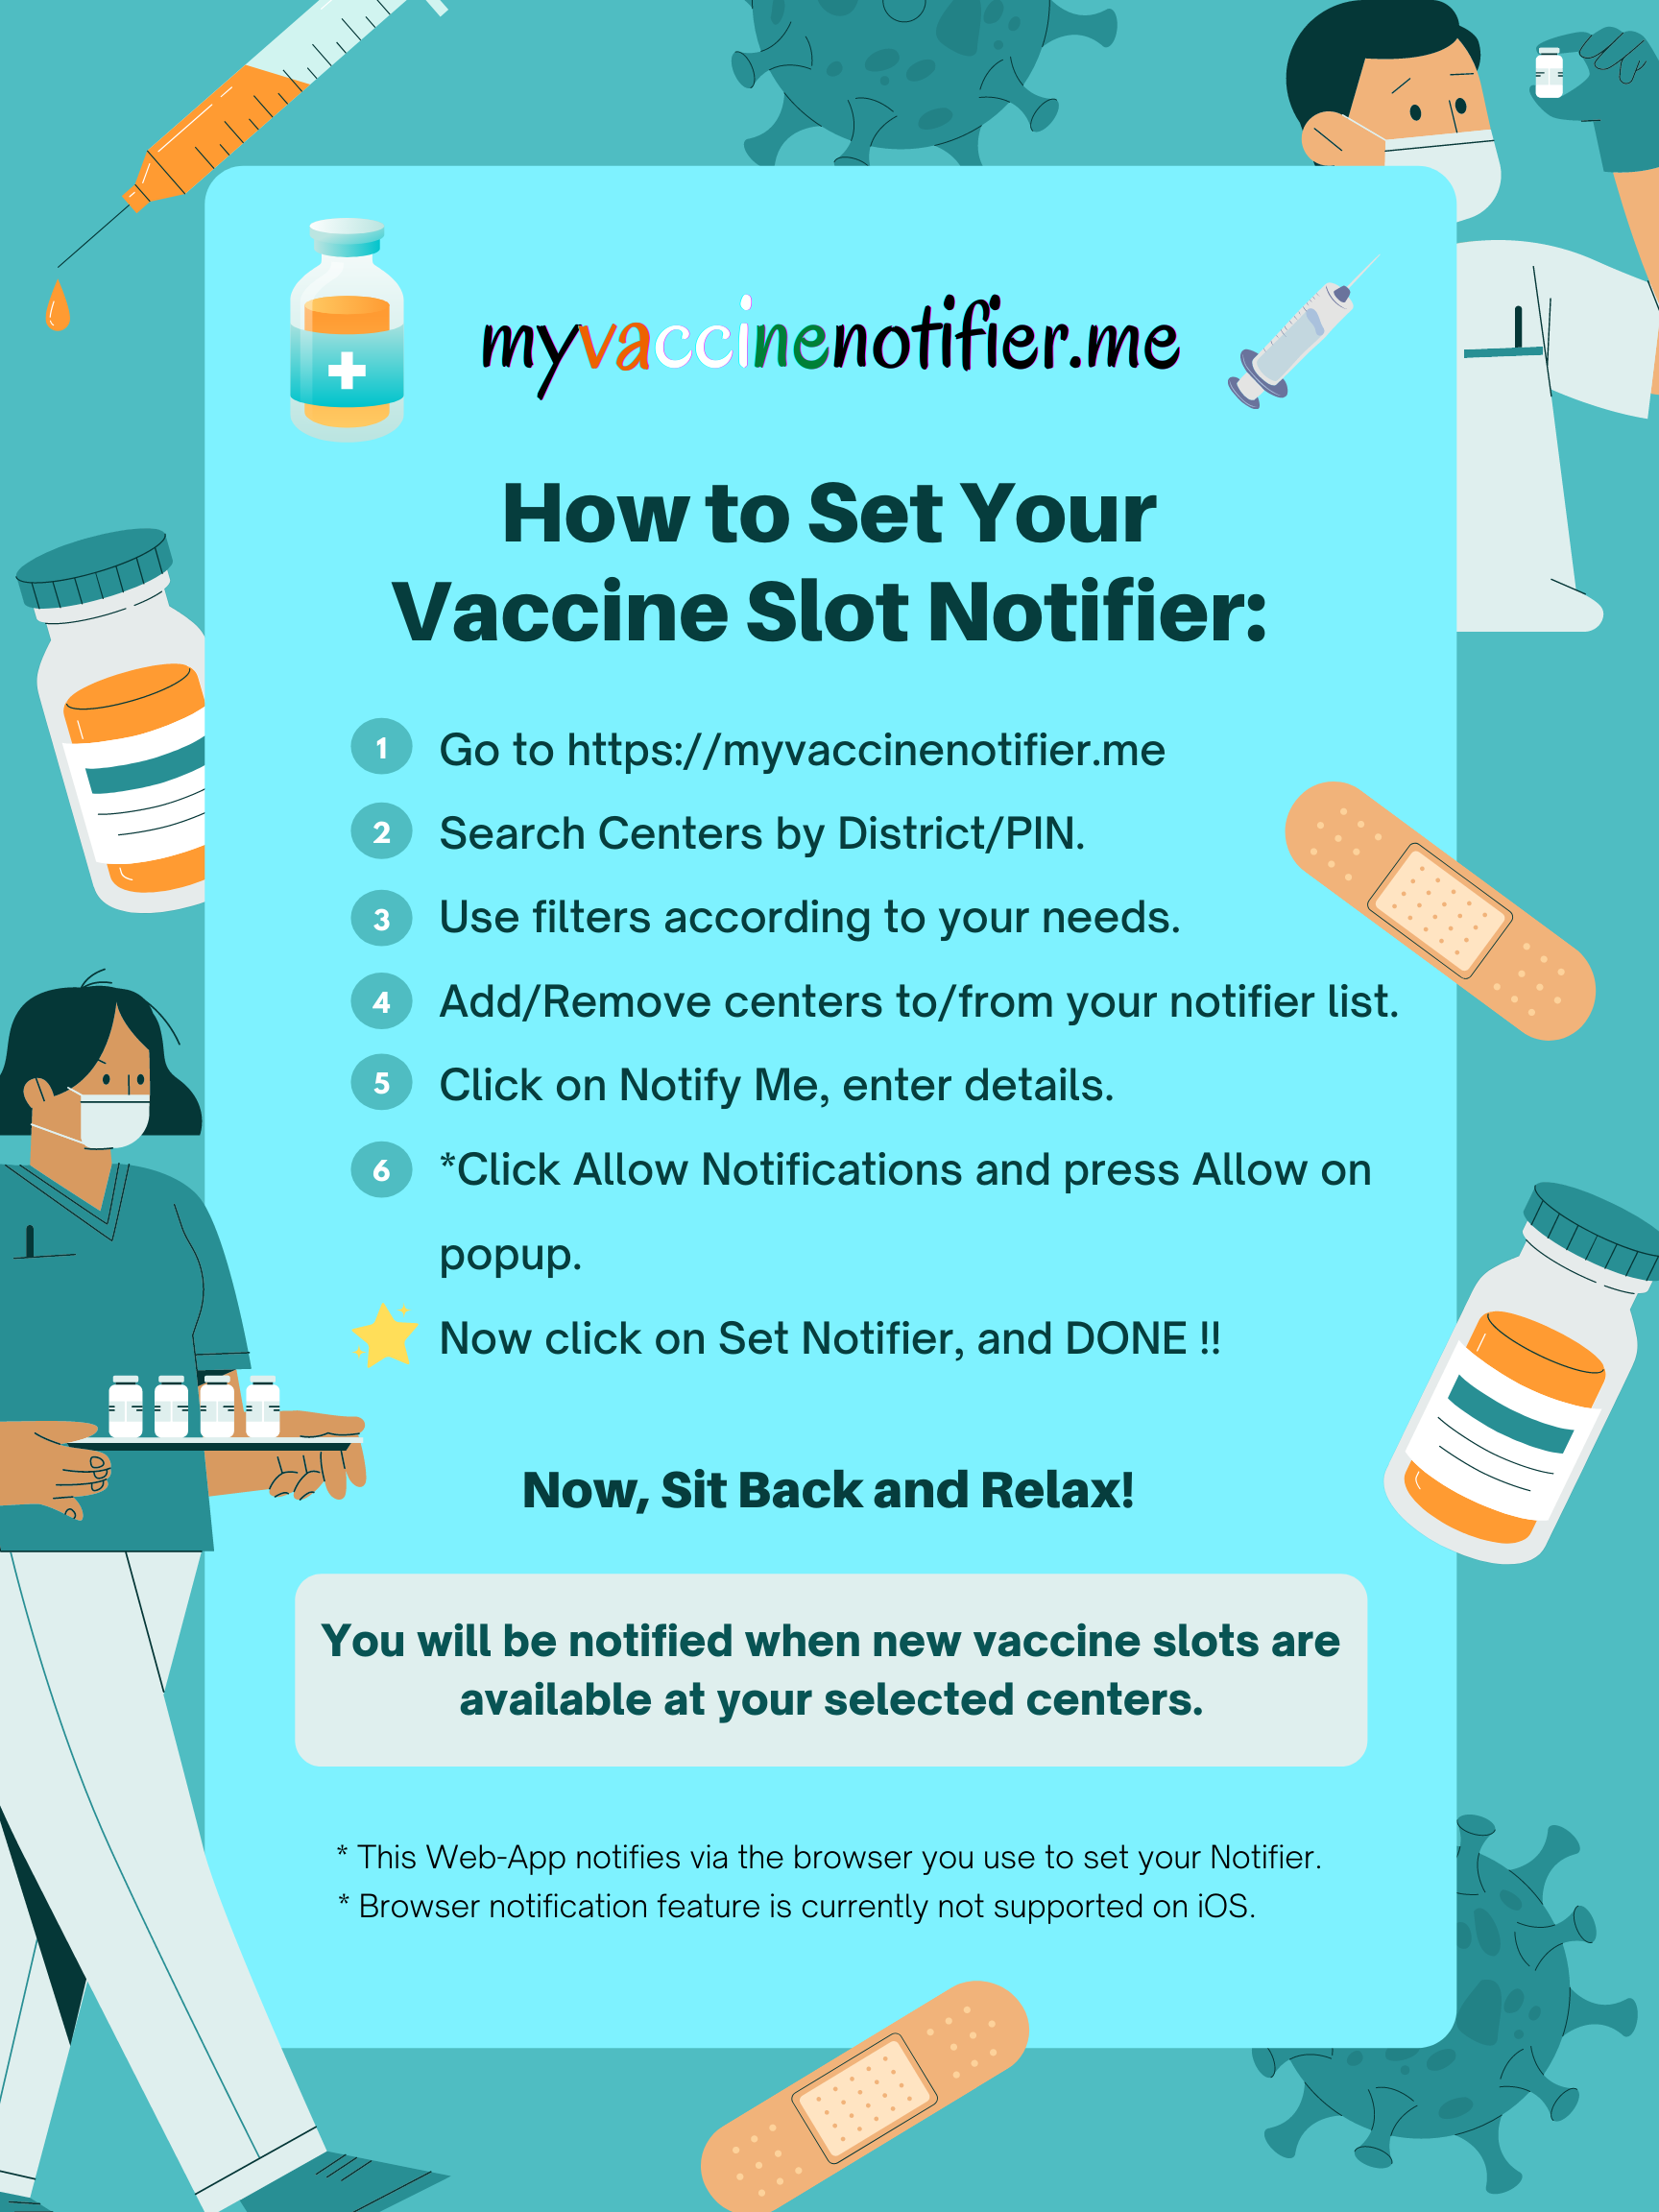 myvaccinenotifier.me
How to Set Your
Vaccine Slot Notifier:
1 Go to https://myvaccinenotifier.me
2 Search Centers by District/PIN.
3 Use filters according to your needs.
4 Add/Remove centers to/from your notifier list.
5 Click on Notify Me, enter details.
6 *Click Allow Notifications and press Allow on
popup.
Now click on Set Notifier, and DONE !!
Now, Sit Back and Relax!
You will be notified when new vaccine slots are
available at your selected centers.
* This Web-App notifies via the browser you use to set your Notifier.
* Browser notification feature is currently not supported on iOS.